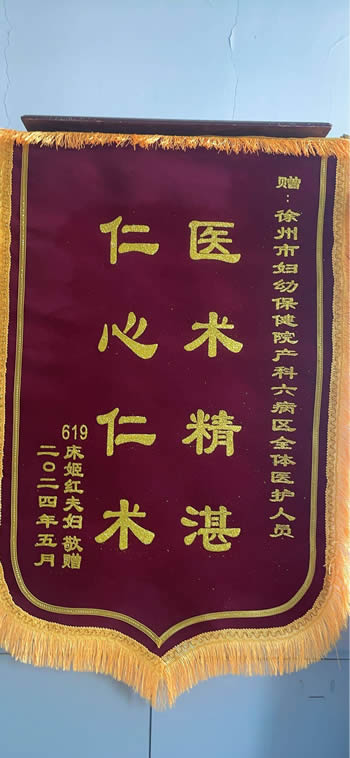 赠：徐州市妇幼保健院产科六病区全体医护人员
医术精湛
仁心仁术
619床姬红夫妇 敬赠
二〇二四年五月